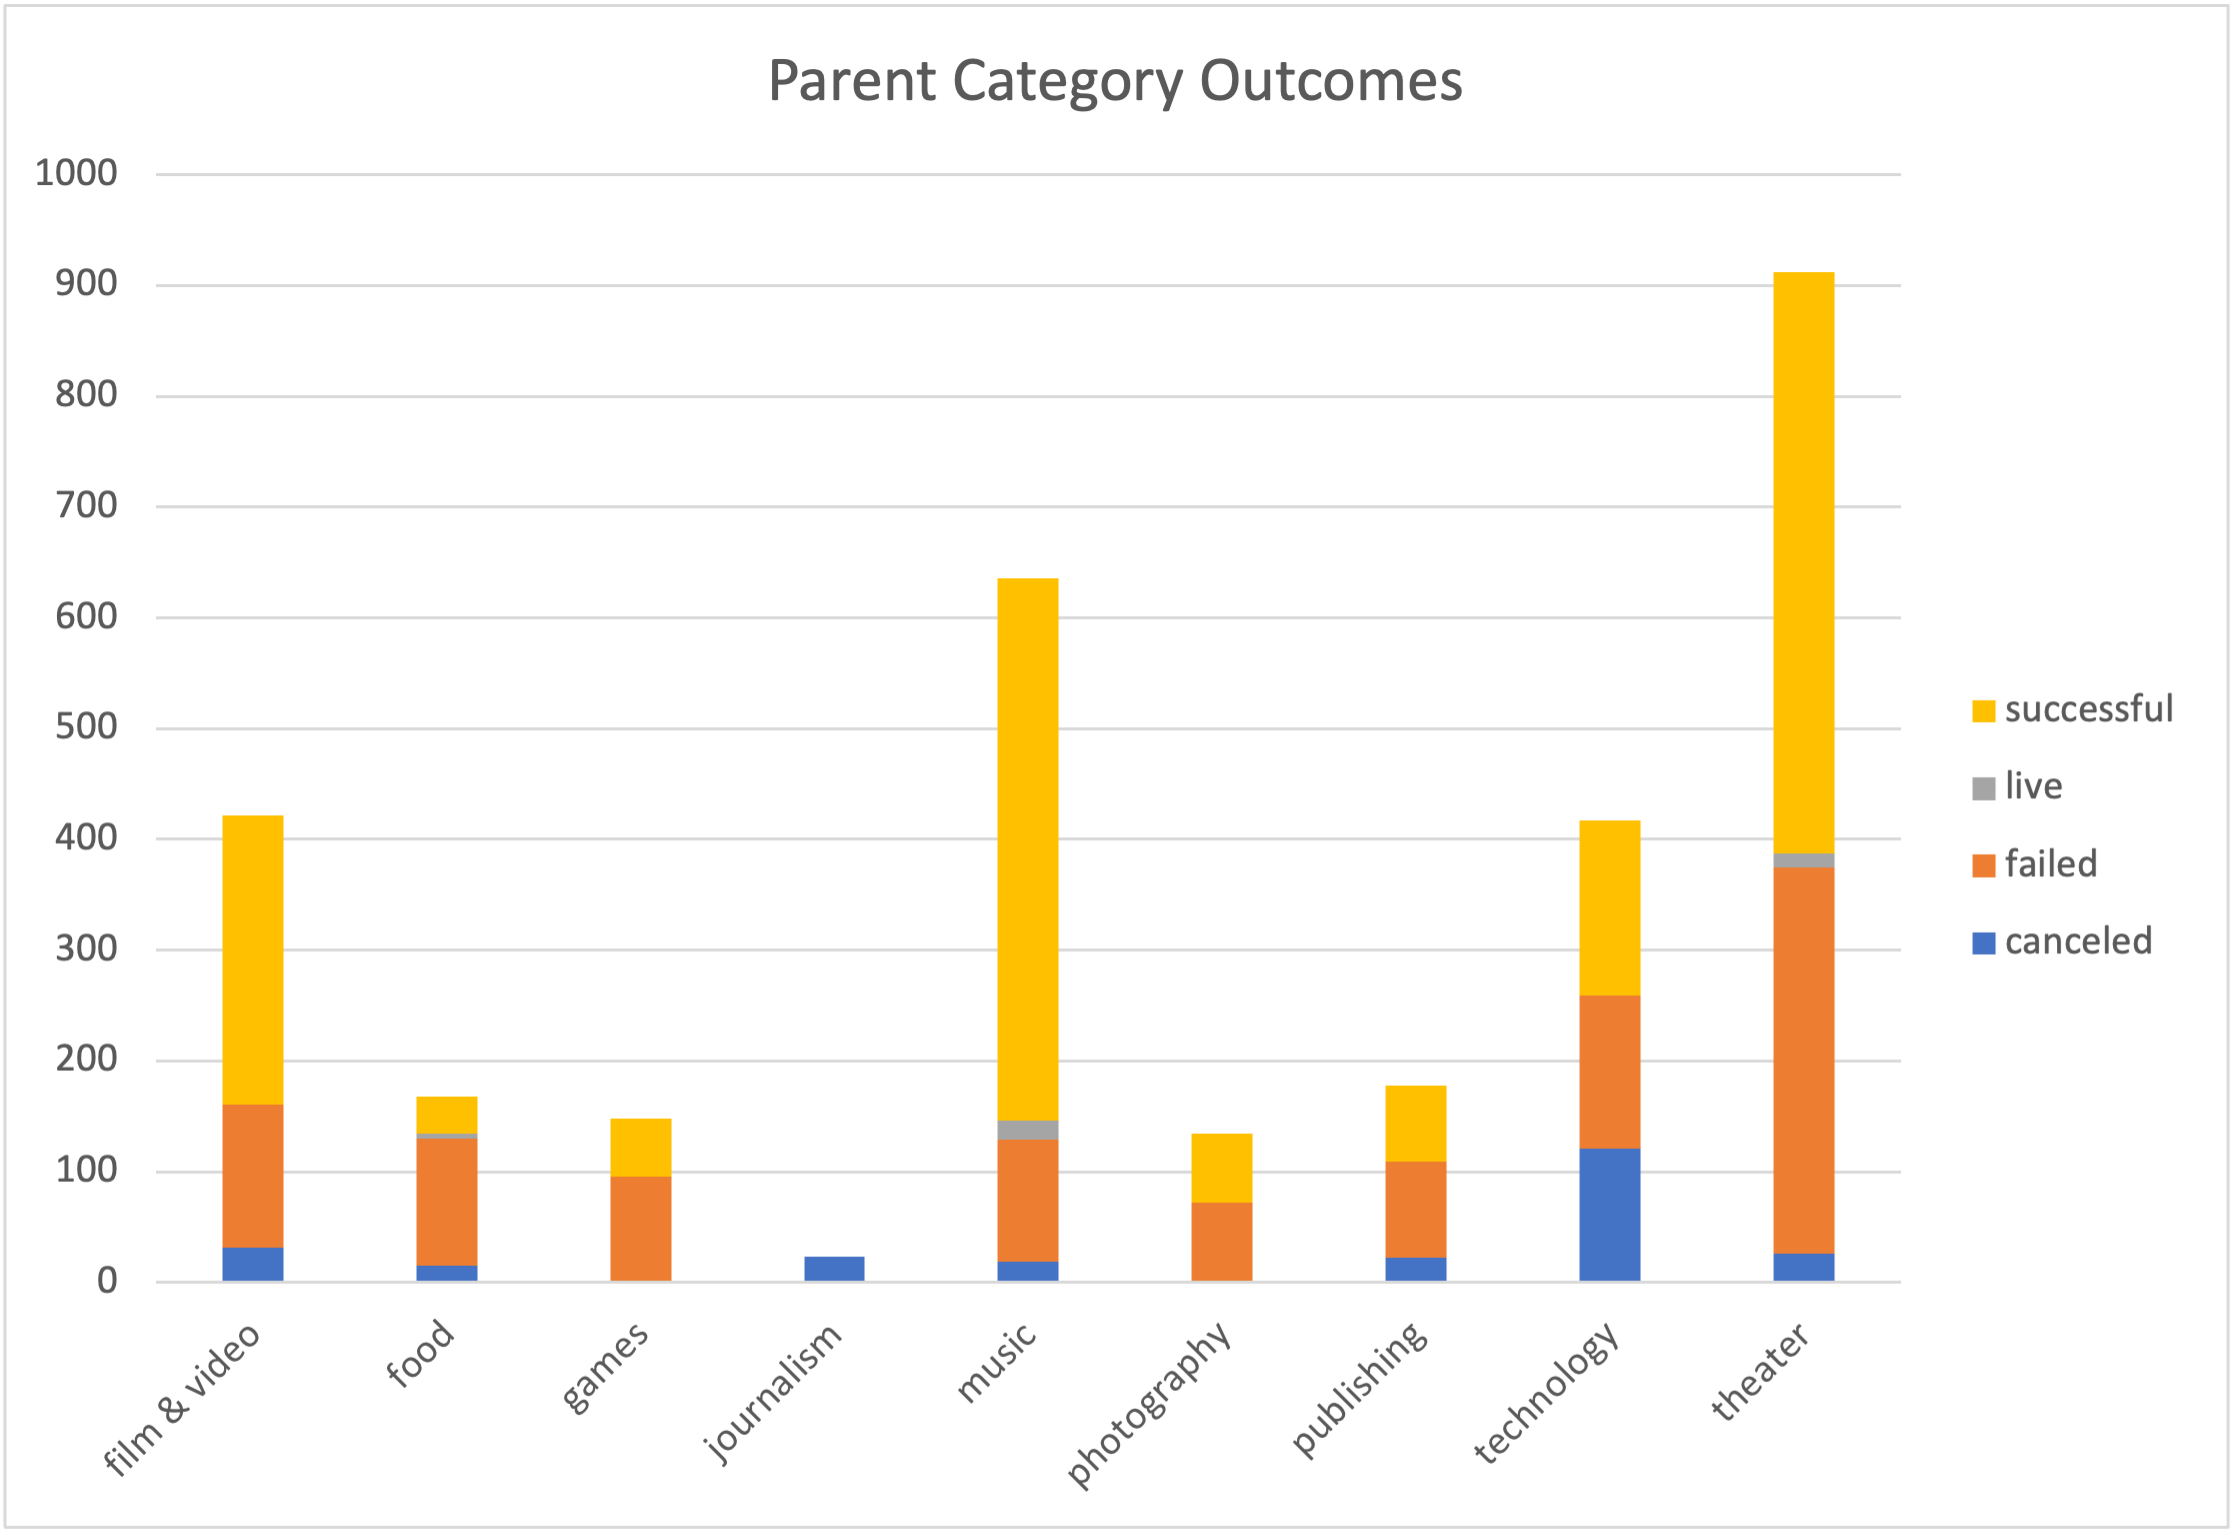 Parent Category Outcomes
1000
900
800
700
600
500
400
300
200
100
0
successful
live
failed
canceled
film & video
food
games
journalism
music
photography
publishing
technology
theater